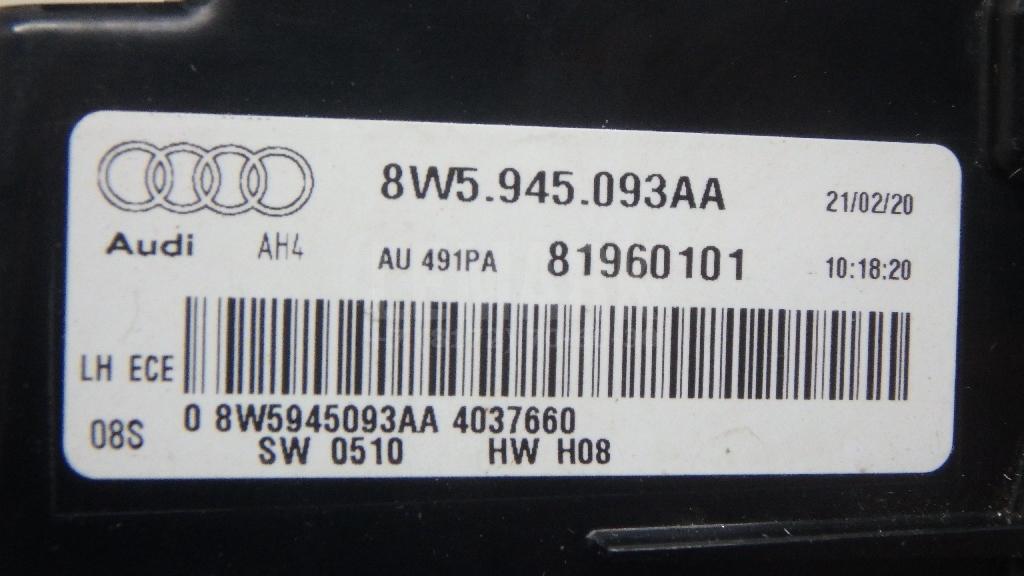 8W5.945.093AA 21/02/20
Audi AH4 AU 491PA 81960101 10:18:20
LH ECE
08S 0 8W5945093AA 4037660
SW 0510 HW H08